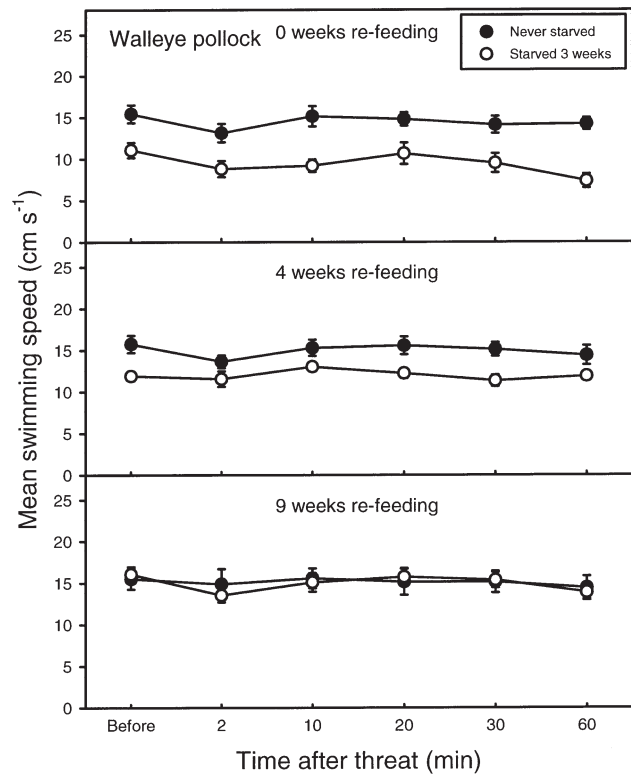 Walleye pollock
0 weeks re-feeding
Never starved
Starved 3 weeks
25
20
15
10
5
0
4 weeks re-feeding
25
20
15
10
5
0
9 weeks re-feeding
25
20
15
10
5
0
Mean swimming speed (cm s⁻¹)
Before 2 10 20 30 60
Time after threat (min)